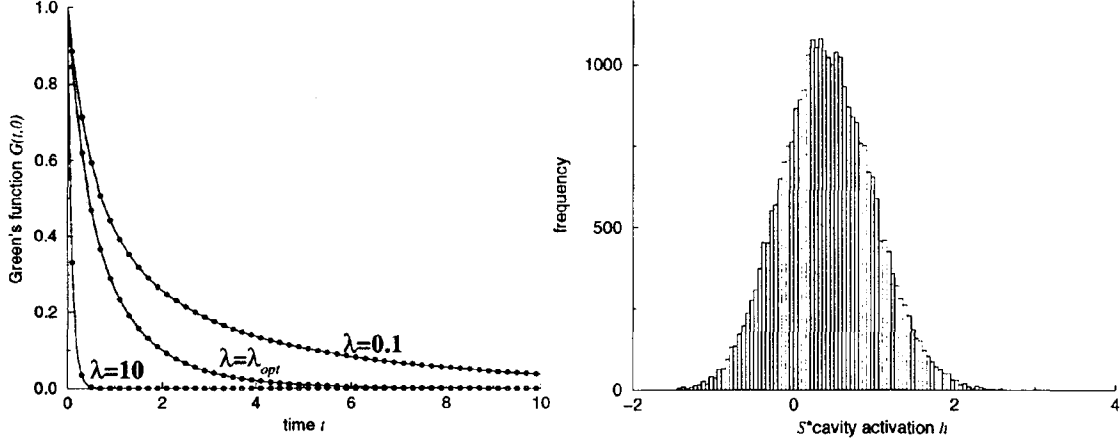 1.0
0.8
0.6
0.4
0.2
0.0
Green's function G(t,0)
λ=10
λ=λopt
λ=0.1
0
2
4
6
8
10
time t
1000
500
0
frequency
−2
0
2
4
S*cavity activation h